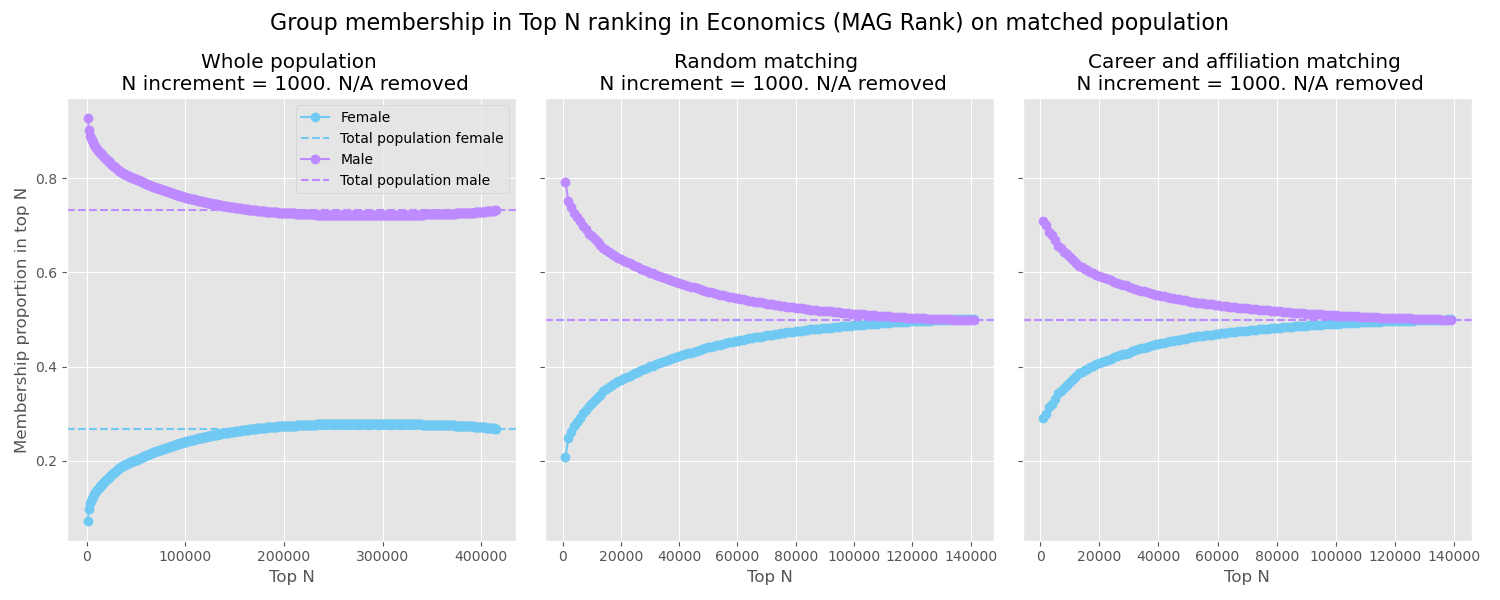 Group membership in Top N ranking in Economics (MAG Rank) on matched population
Whole population
N increment = 1000. N/A removed
Random matching
N increment = 1000. N/A removed
Career and affiliation matching
N increment = 1000. N/A removed
Female
Total population female
Male
Total population male
Membership proportion in top N
0.8
0.6
0.4
0.2
0 100000 200000 300000 400000
Top N
0 20000 40000 60000 80000 100000 120000 140000
Top N
0 20000 40000 60000 80000 100000 120000 140000
Top N